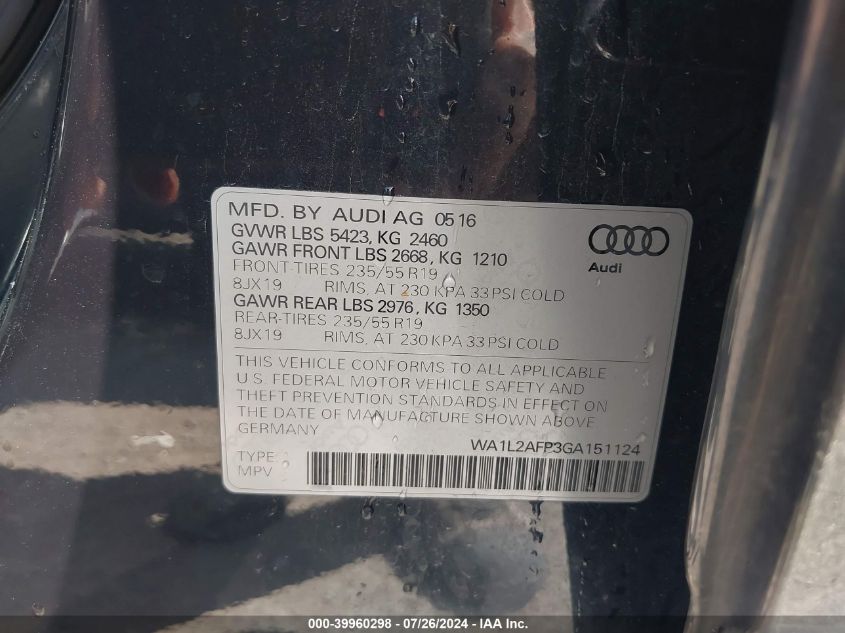 MFD. BY AUDI AG 05 16
GVWR LBS 5423, KG 2460
GAWR FRONT LBS 2668, KG 1210
FRONT-TIRES 235/55 R19
8JX19 RIMS, AT 230 KPA 33 PSI COLD
GAWR REAR LBS 2976, KG 1350
REAR-TIRES 235/55 R19
8JX19 RIMS, AT 230 KPA 33 PSI COLD
Audi
THIS VEHICLE CONFORMS TO ALL APPLICABLE
U.S. FEDERAL MOTOR VEHICLE SAFETY AND
THEFT PREVENTION STANDARDS IN EFFECT ON
THE DATE OF MANUFACTURE SHOWN ABOVE
GERMANY
WA1L2AFP3GA151124
TYPE:
MPV
000-39960298 - 07/26/2024 - IAAI.com